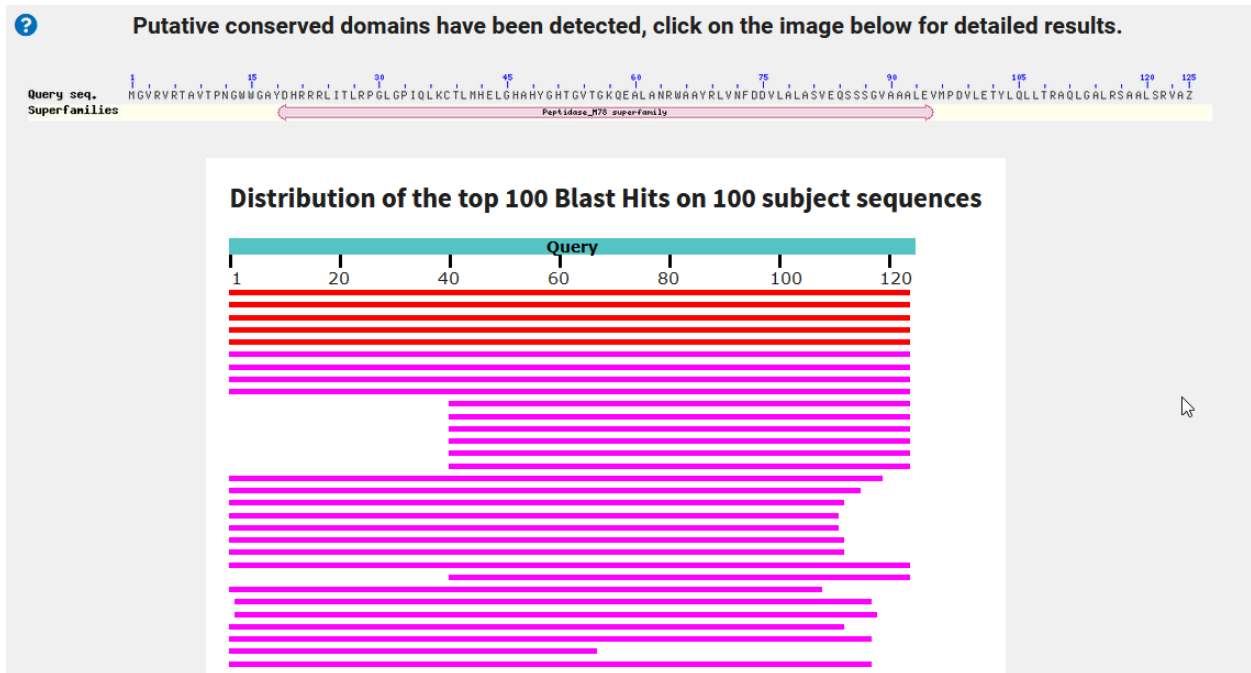 ?
Putative conserved domains have been detected, click on the image below for detailed results.
1 15 30 45 60 75 90 105 120 125
Query seq. MGVRVRTAVTPNGWWGAYDHRRRLITLRPGLGPIQLKCTLMHELGHAHYGHTGVTGKQEALANRWAAYRLVNFDDVLALASVEQSSSGVAAALEVMPDVLETYLQLLTRAQLGALRSAALSRVAZ
Superfamilies Peptidase_M78 superfamily
Distribution of the top 100 Blast Hits on 100 subject sequences
Query
1 20 40 60 80 100 120